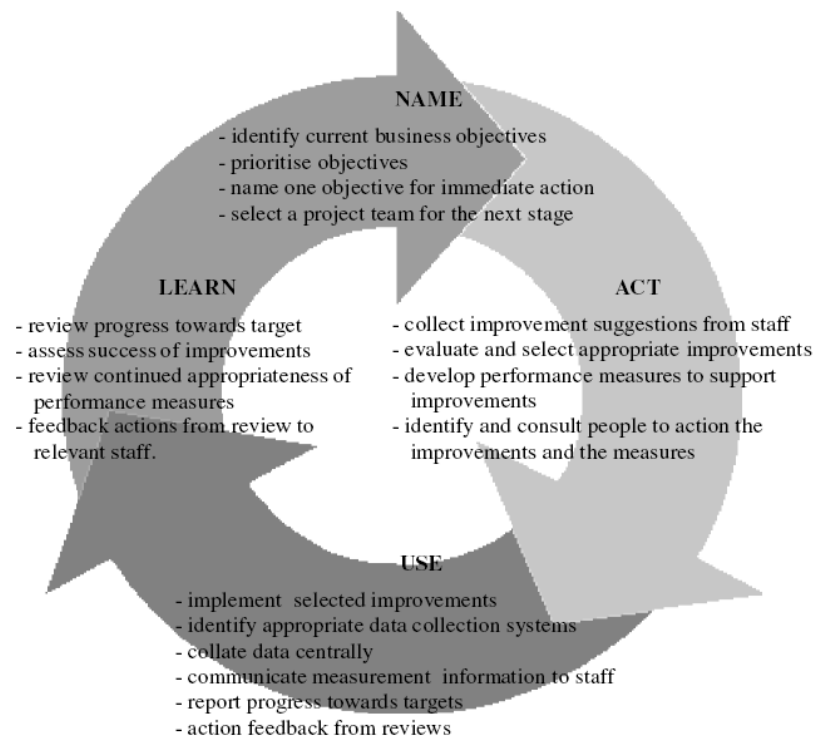 NAME
- identify current business objectives
- prioritise objectives
- name one objective for immediate action
- select a project team for the next stage
ACT
- collect improvement suggestions from staff
- evaluate and select appropriate improvements
- develop performance measures to support
improvements
- identify and consult people to action the
improvements and the measures
USE
- implement selected improvements
- identify appropriate data collection systems
- collate data centrally
- communicate measurement information to staff
- report progress towards targets
- action feedback from reviews
LEARN
- review progress towards target
- assess success of improvements
- review continued appropriateness of
performance measures
- feedback actions from review to
relevant staff.